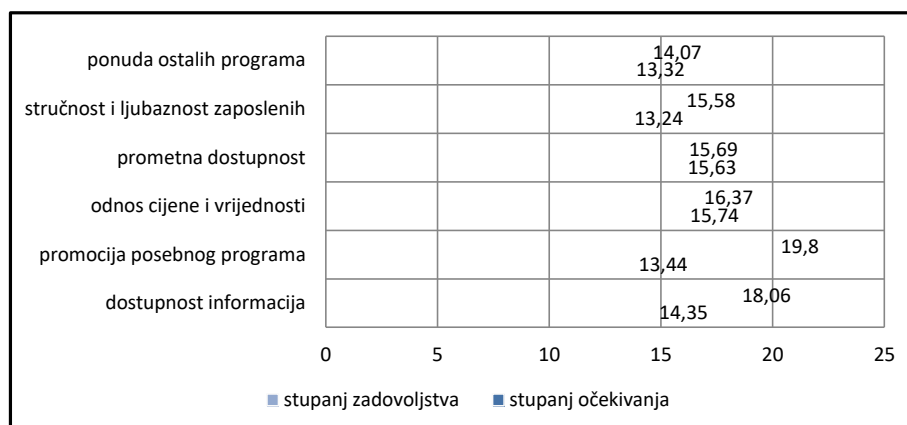 ponuda ostalih programa
14,07
13,32
stručnost i ljubaznost zaposlenih
15,58
13,24
prometna dostupnost
15,69
15,63
odnos cijene i vrijednosti
16,37
15,74
promocija posebnog programa
19,8
13,44
dostupnost informacija
18,06
14,35
0 5 10 15 20 25
stupanj zadovoljstva stupanj očekivanja